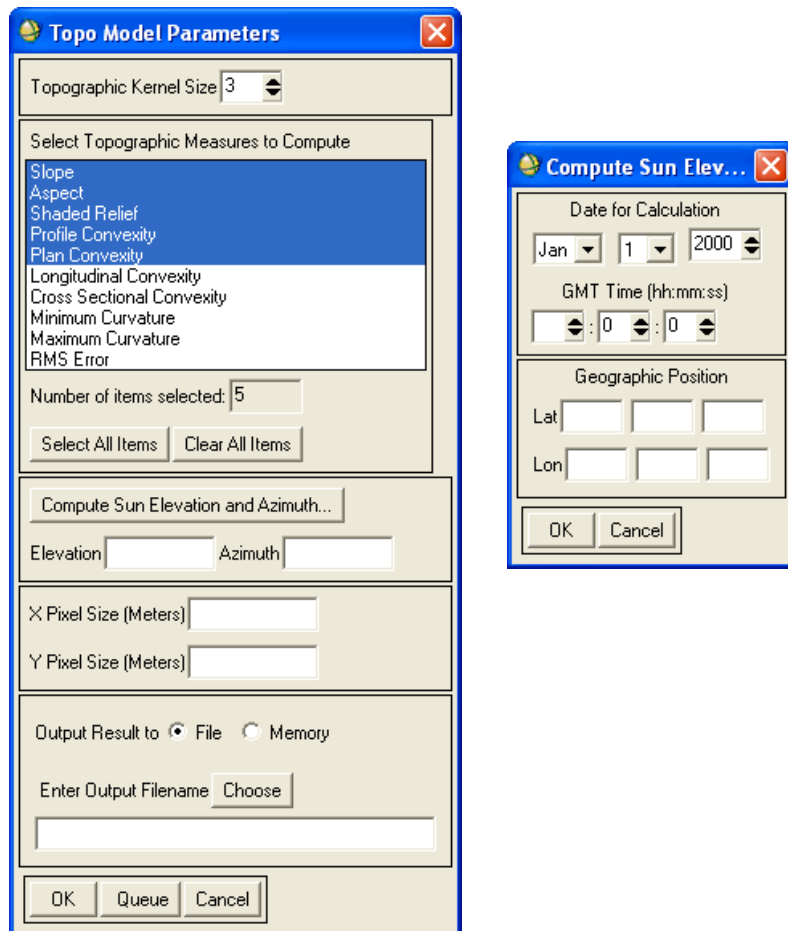 Topo Model Parameters
Topographic Kernel Size 3
Select Topographic Measures to Compute
Slope
Aspect
Shaded Relief
Profile Convexity
Plan Convexity
Longitudinal Convexity
Cross Sectional Convexity
Minimum Curvature
Maximum Curvature
RMS Error
Number of items selected: 5
Select All Items Clear All Items
Compute Sun Elevation and Azimuth...
Elevation Azimuth
X Pixel Size (Meters)
Y Pixel Size (Meters)
Output Result to File Memory
Enter Output Filename Choose
OK Queue Cancel
Compute Sun Elev...
Date for Calculation
Jan 1 2000
GMT Time (hh:mm:ss)
: 0 : 0
Geographic Position
Lat
Lon
OK Cancel